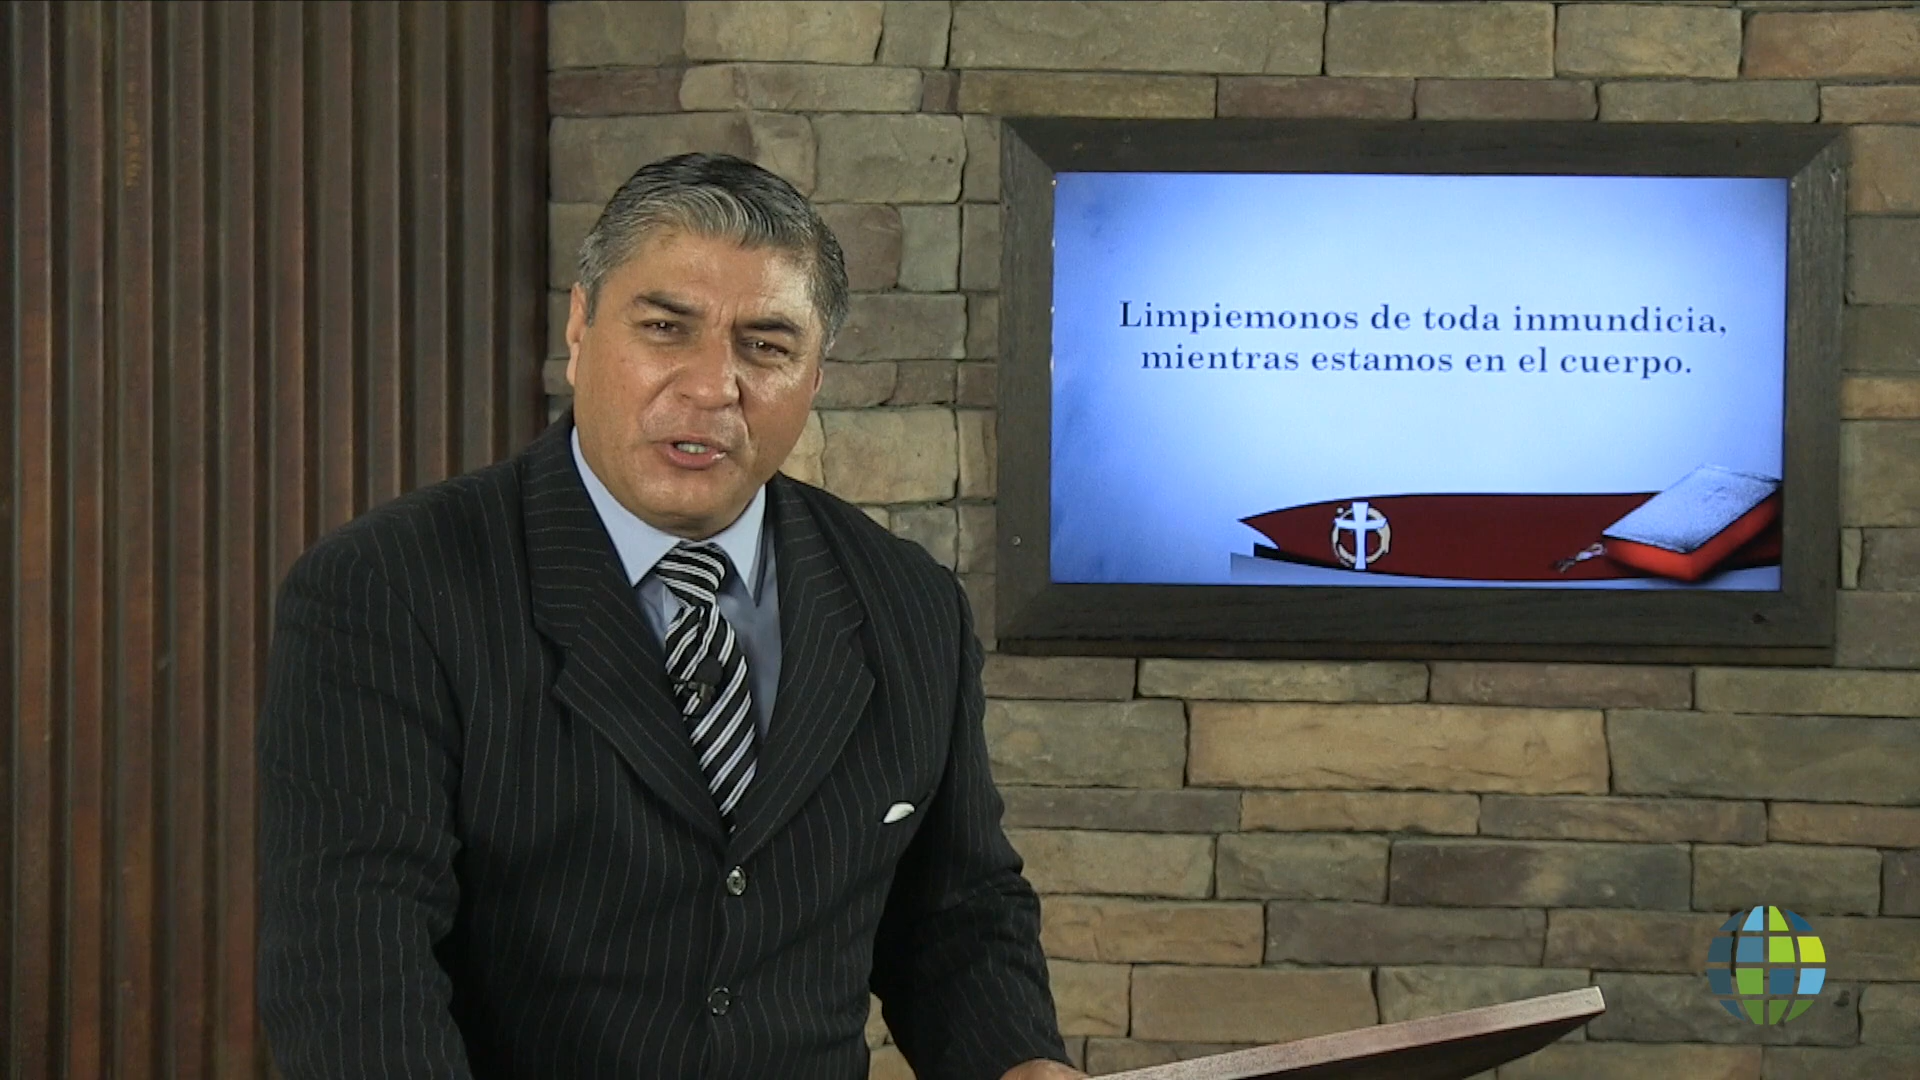 Limpiemonos de toda inmundicia,
mientras estamos en el cuerpo.